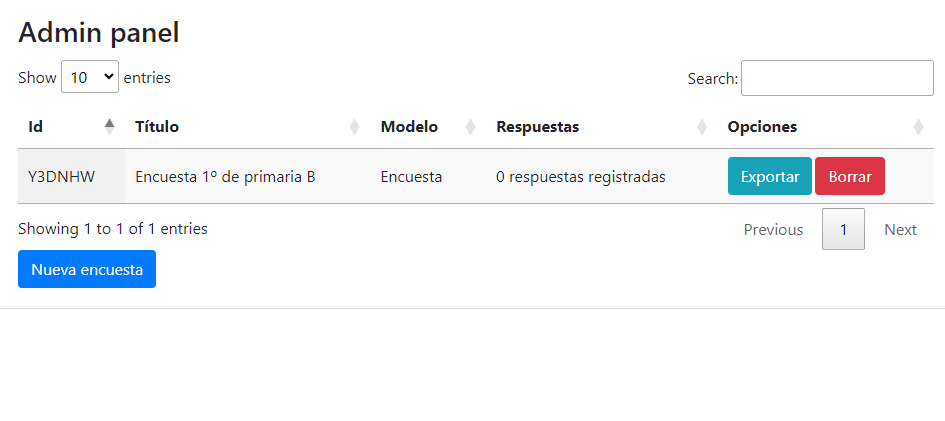 Admin panel
Show 10 entries Search:
Id Título Modelo Respuestas Opciones
Y3DNHW Encuesta 1º de primaria B Encuesta 0 respuestas registradas Exportar Borrar
Showing 1 to 1 of 1 entries Previous 1 Next
Nueva encuesta